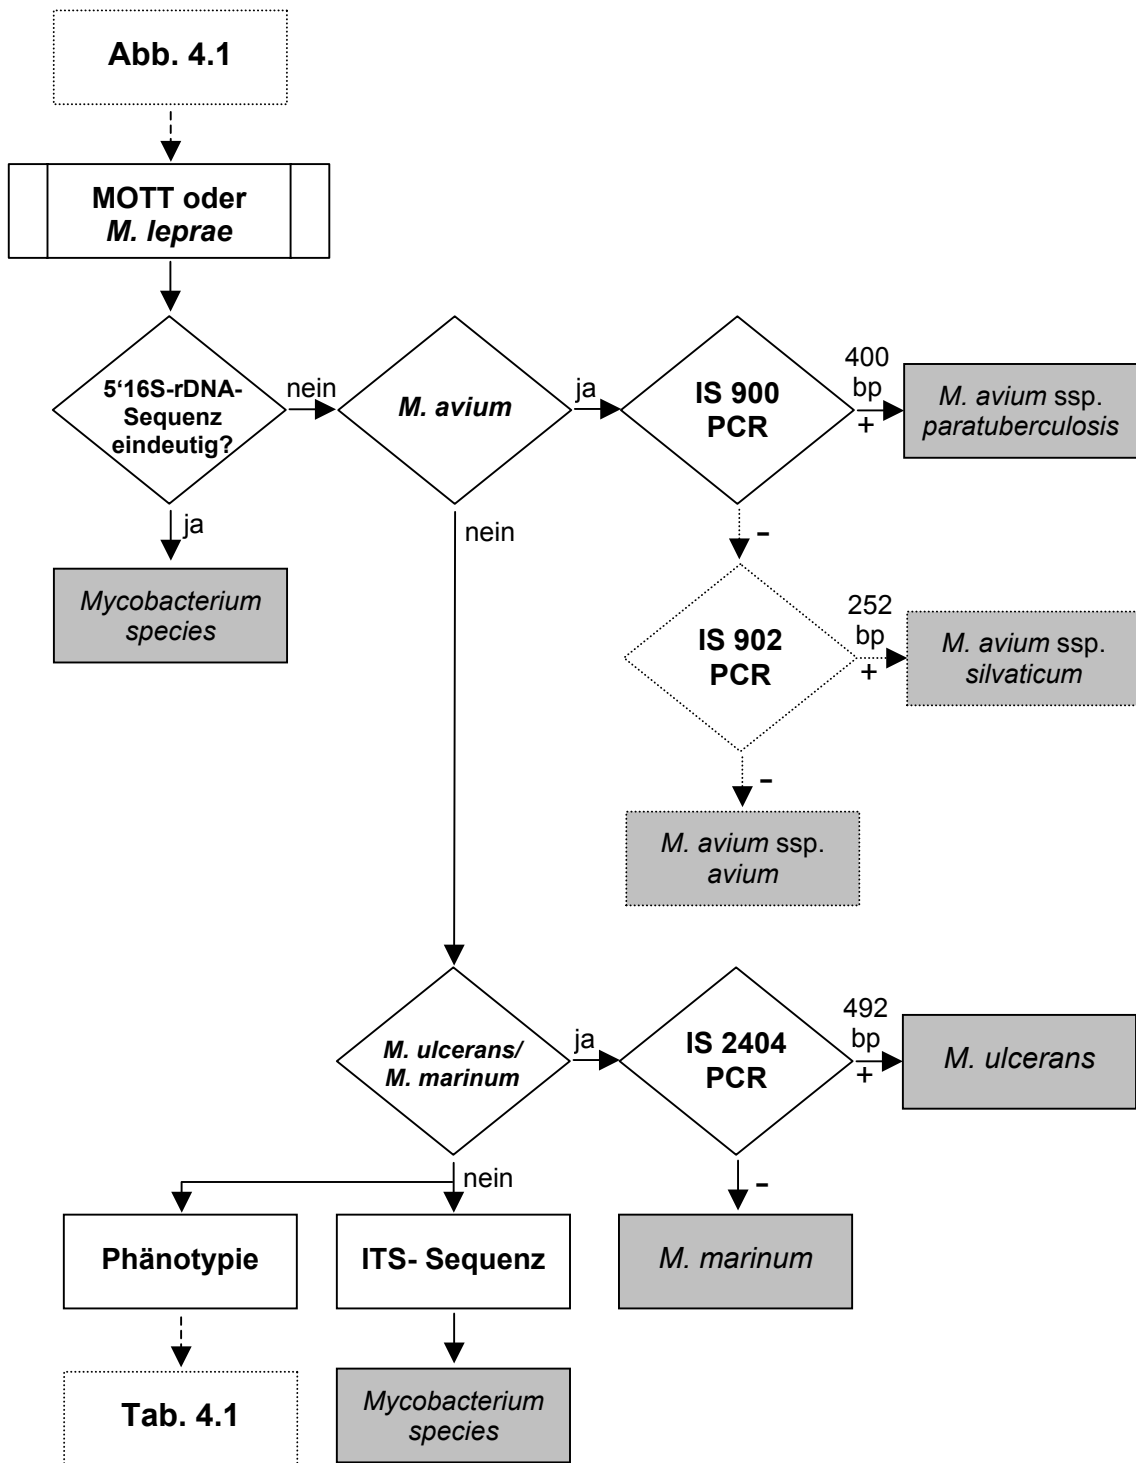 Abb. 4.1
MOTT oder
M. leprae
5‘16S-rDNA-
Sequenz
eindeutig?
nein
ja
Mycobacterium
species
M. avium
ja
nein
IS 900
PCR
400
bp
+
M. avium ssp.
paratuberculosis
-
IS 902
PCR
252
bp
+
M. avium ssp.
silvaticum
-
M. avium ssp.
avium
M. ulcerans/
M. marinum
ja
nein
IS 2404
PCR
492
bp
+
M. ulcerans
-
M. marinum
Phänotypie
ITS- Sequenz
Tab. 4.1
Mycobacterium
species